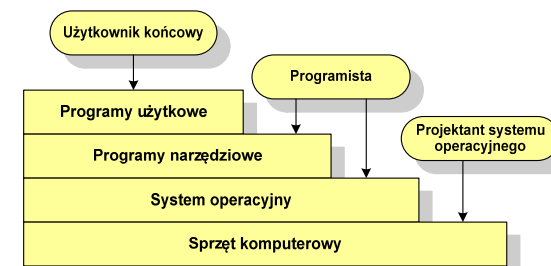 Użytkownik końcowy
Programista
Programy użytkowe
Projektant systemu
operacyjnego
Programy narzędziowe
System operacyjny
Sprzęt komputerowy